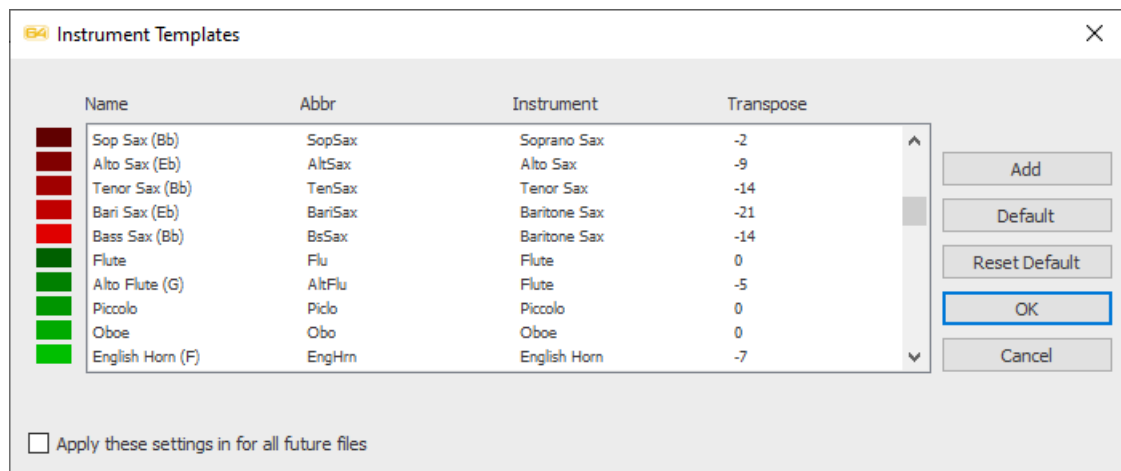 64 Instrument Templates
Name Abbr Instrument Transpose
Sop Sax (Bb) SopSax Soprano Sax -2
Alto Sax (Eb) AltSax Alto Sax -9
Tenor Sax (Bb) TenSax Tenor Sax -14
Bari Sax (Eb) BariSax Baritone Sax -21
Bass Sax (Bb) BsSax Baritone Sax -14
Flute Flu Flute 0
Alto Flute (G) AltFlu Flute -5
Piccolo Piclo Piccolo 0
Oboe Obo Oboe 0
English Horn (F) EngHrn English Horn -7
Add
Default
Reset Default
OK
Cancel
Apply these settings in for all future files